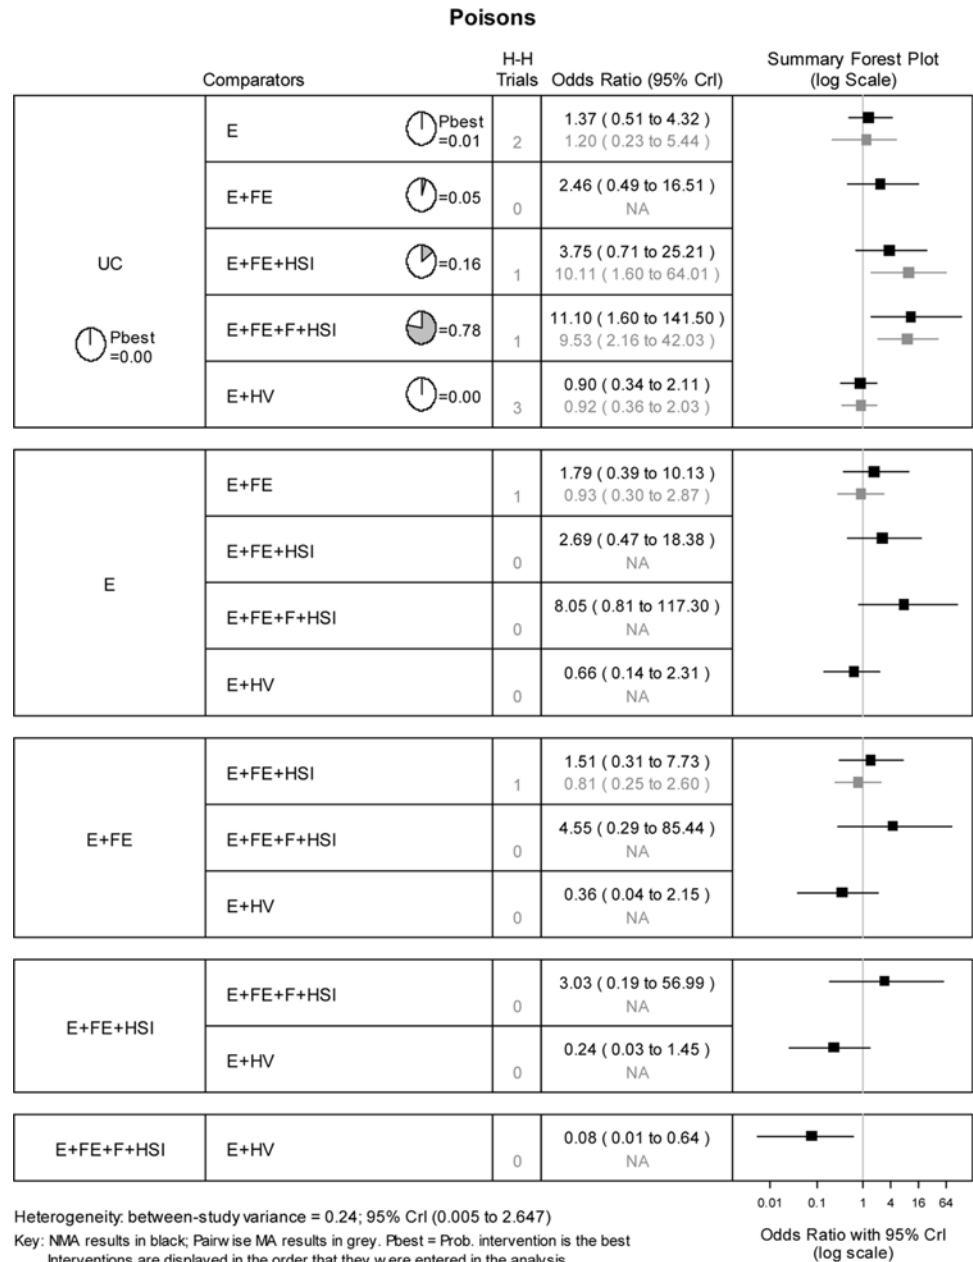 Poisons
Comparators H-H Trials Odds Ratio (95% CrI) Summary Forest Plot (log Scale)
UC
Pbest =0.00
E Pbest =0.01 2 1.37 ( 0.51 to 4.32 )
1.20 ( 0.23 to 5.44 )
E+FE =0.05 0 2.46 ( 0.49 to 16.51 )
NA
E+FE+HSI =0.16 1 3.75 ( 0.71 to 25.21 )
10.11 ( 1.60 to 64.01 )
E+FE+F+HSI =0.78 1 11.10 ( 1.60 to 141.50 )
9.53 ( 2.16 to 42.03 )
E+HV =0.00 3 0.90 ( 0.34 to 2.11 )
0.92 ( 0.36 to 2.03 )
E
E+FE 1 1.79 ( 0.39 to 10.13 )
0.93 ( 0.30 to 2.87 )
E+FE+HSI 0 2.69 ( 0.47 to 18.38 )
NA
E+FE+F+HSI 0 8.05 ( 0.81 to 117.30 )
NA
E+HV 0 0.66 ( 0.14 to 2.31 )
NA
E+FE
E+FE+HSI 1 1.51 ( 0.31 to 7.73 )
0.81 ( 0.25 to 2.60 )
E+FE+F+HSI 0 4.55 ( 0.29 to 85.44 )
NA
E+HV 0 0.36 ( 0.04 to 2.15 )
NA
E+FE+HSI
E+FE+F+HSI 0 3.03 ( 0.19 to 56.99 )
NA
E+HV 0 0.24 ( 0.03 to 1.45 )
NA
E+FE+F+HSI
E+HV 0 0.08 ( 0.01 to 0.64 )
NA
0.01 0.1 1 4 16 64
Odds Ratio with 95% CrI
(log scale)
Heterogeneity: between-study variance = 0.24; 95% CrI (0.005 to 2.647)
Key: NMA results in black; Pairwise MA results in grey. Pbest = Prob. intervention is the best
Interventions are displayed in the order that they were entered in the analysis